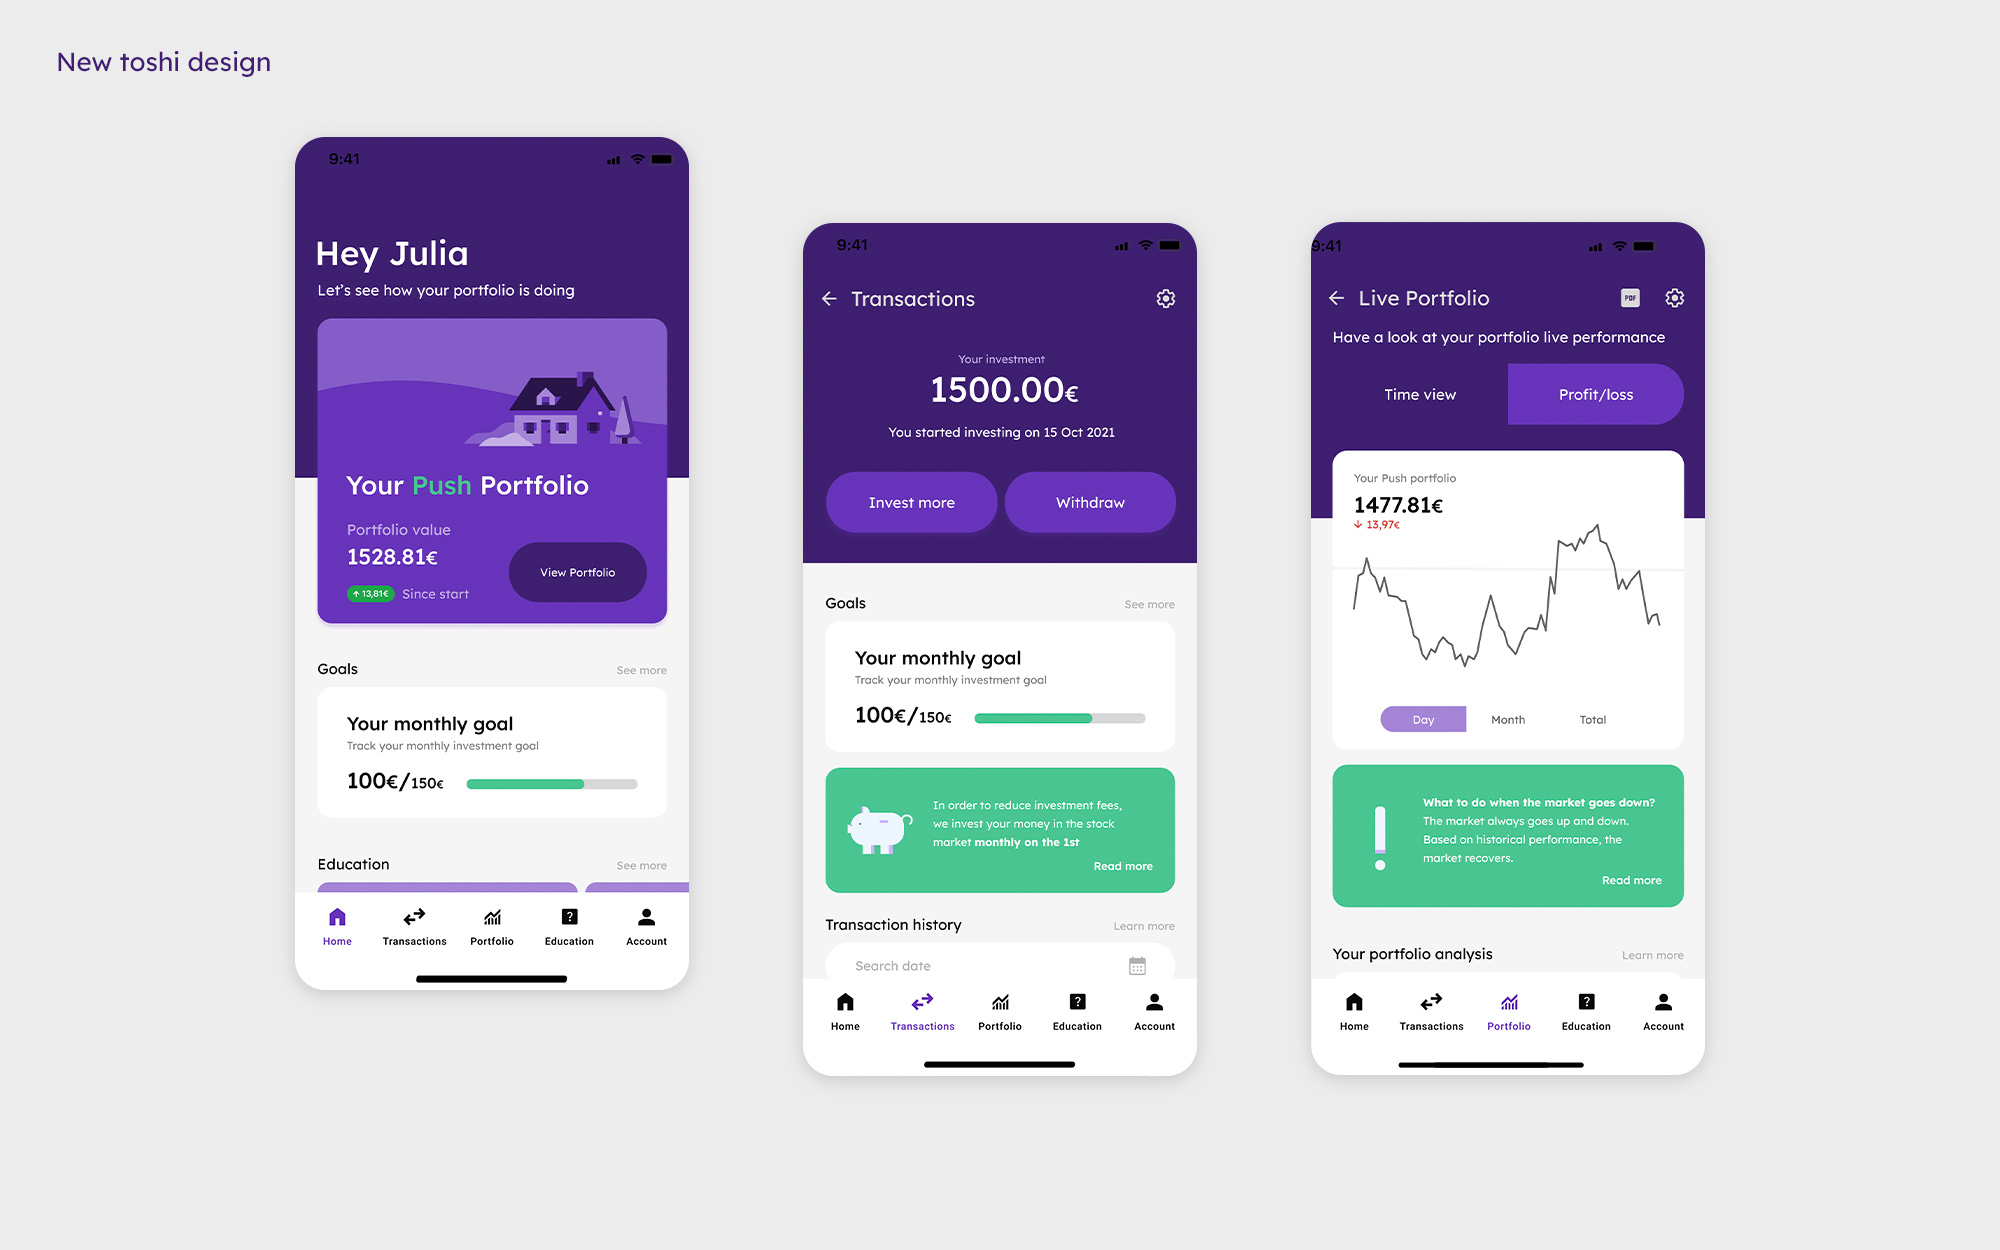 New toshi design
9:41
Hey Julia
Let's see how your portfolio is doing
Your Push Portfolio
Portfolio value
1528.81€
↑ 13,81€ Since start
View Portfolio
Goals See more
Your monthly goal
Track your monthly investment goal
100€/150€
Education See more
Home Transactions Portfolio Education Account
9:41
← Transactions
Your investment
1500.00€
You started investing on 15 Oct 2021
Invest more Withdraw
Goals See more
Your monthly goal
Track your monthly investment goal
100€/150€
In order to reduce investment fees,
we invest your money in the stock
market monthly on the 1st
Read more
Transaction history Learn more
Search date
Home Transactions Portfolio Education Account
9:41
← Live Portfolio PDF
Have a look at your portfolio live performance
Time view Profit/loss
Your Push portfolio
1477.81€
↓ 13,97€
Day Month Total
What to do when the market goes down?
The market always goes up and down.
Based on historical performance, the
market recovers.
Read more
Your portfolio analysis Learn more
Home Transactions Portfolio Education Account